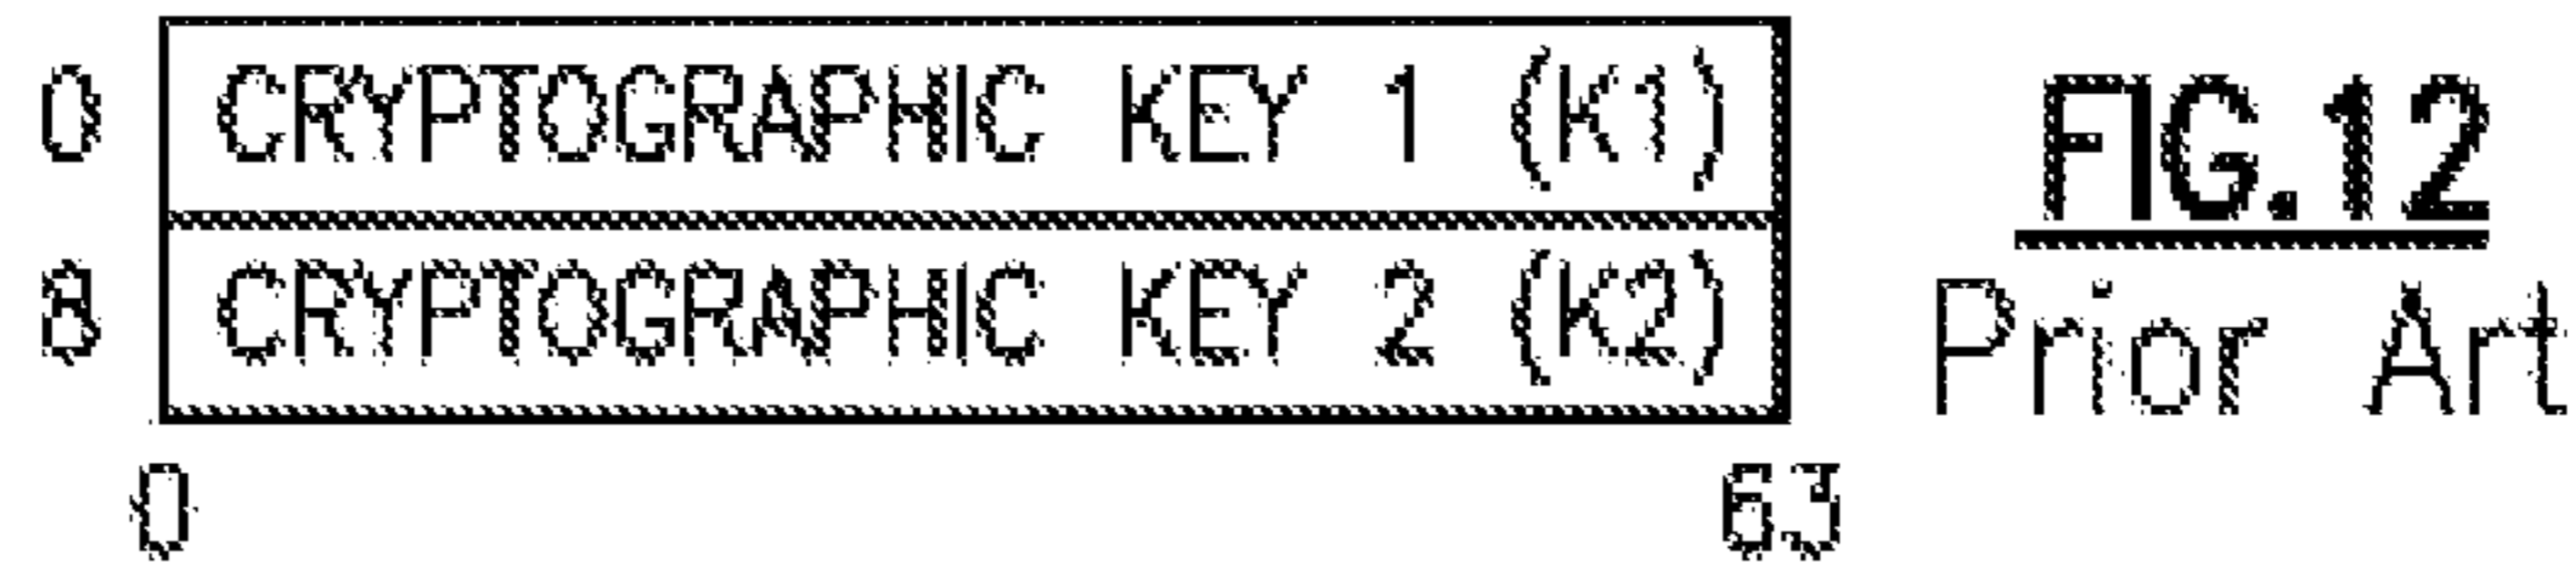 0 CRYPTOGRAPHIC KEY 1 (K1)
8 CRYPTOGRAPHIC KEY 2 (K2)
0 63
FIG.12
Prior Art